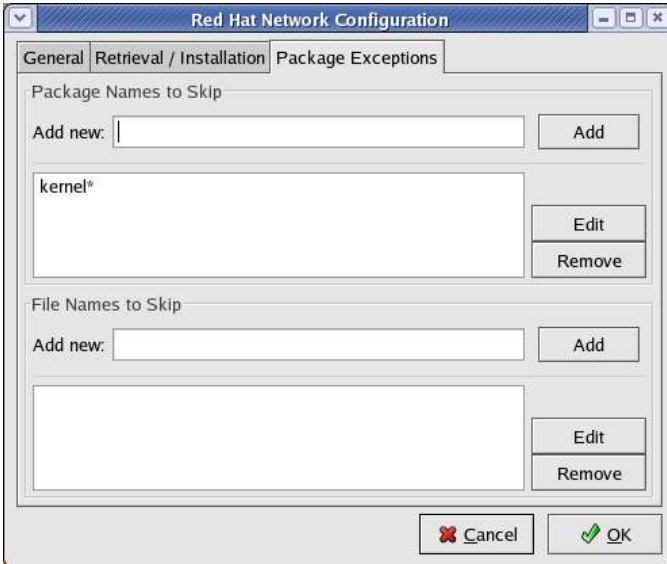 Red Hat Network Configuration
General Retrieval / Installation Package Exceptions
Package Names to Skip
Add new: Add
kernel*
Edit
Remove
File Names to Skip
Add new: Add
Edit
Remove
Cancel OK